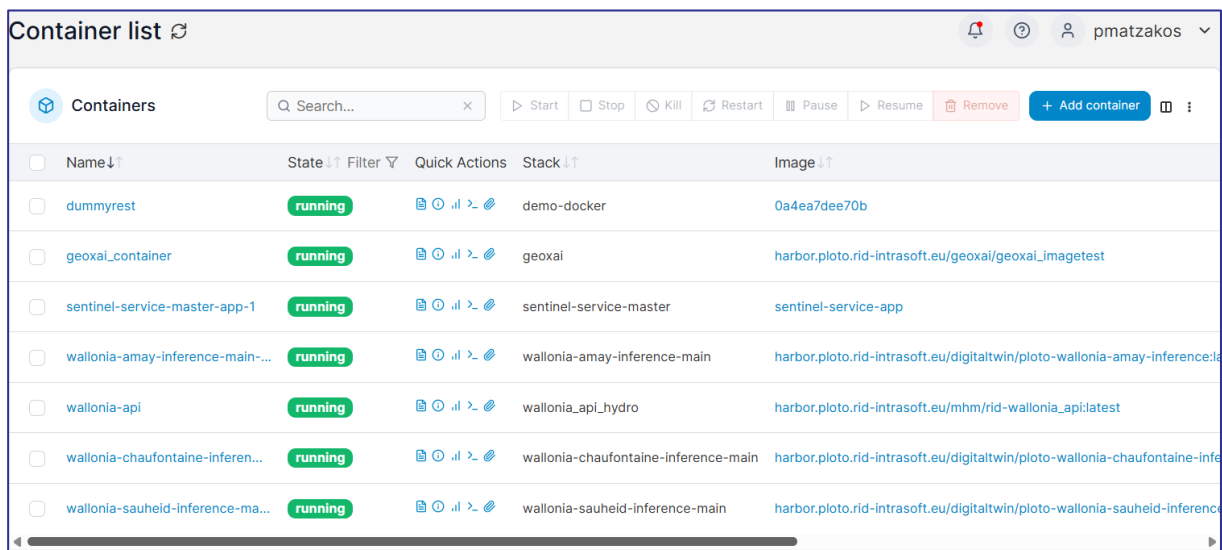 Container list
pmatzakos
Containers Search... Start Stop Kill Restart Pause Resume Remove + Add container
Name State Filter Quick Actions Stack Image
dummyrest running demo-docker 0a4ea7dee70b
geoxai_container running geoxai harbor.ploto.rid-intrasoft.eu/geoxai/geoxai_imagetest
sentinel-service-master-app-1 running sentinel-service-master sentinel-service-app
wallonia-amay-inference-main-... running wallonia-amay-inference-main harbor.ploto.rid-intrasoft.eu/digitaltwin/ploto-wallonia-amay-inference:la
wallonia-api running wallonia_api_hydro harbor.ploto.rid-intrasoft.eu/mhm/rid-wallonia_api:latest
wallonia-chaufontaine-inferen... running wallonia-chaufontaine-inference-main harbor.ploto.rid-intrasoft.eu/digitaltwin/ploto-wallonia-chaufontaine-infe
wallonia-sauheid-inference-ma... running wallonia-sauheid-inference-main harbor.ploto.rid-intrasoft.eu/digitaltwin/ploto-wallonia-sauheid-inference